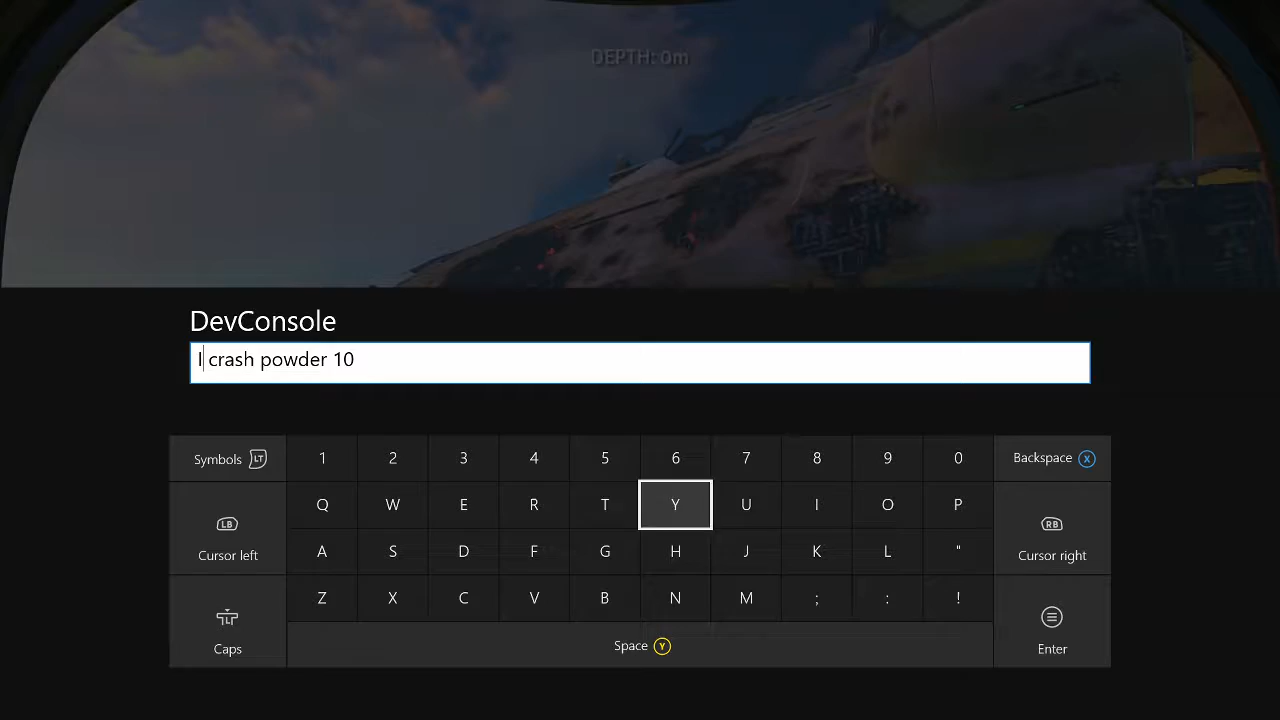 DEPTH: 0m
DevConsole
I crash powder 10
Symbols LT 1 2 3 4 5 6 7 8 9 0 Backspace X
Q W E R T Y U I O P
LB Cursor left A S D F G H J K L " RB Cursor right
Z X C V B N M ; : !
LT Caps Space Y Enter